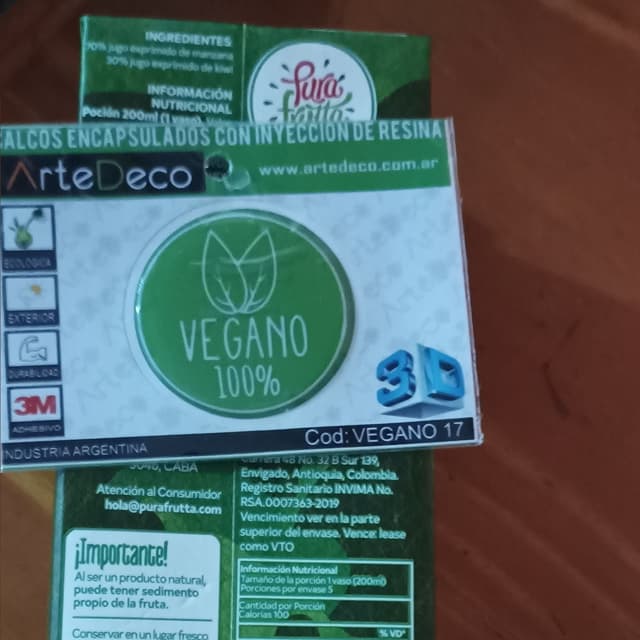 INGREDIENTES
70% jugo exprimido de manzana
30% jugo exprimido de kiwi
INFORMACIÓN
NUTRICIONAL
Poción 200ml (1 vaso).
Pura
frutta
ALCOS ENCAPSULADOS CON INYECCION DE RESINA
ArteDeco
www.artedeco.com.ar
ECOLOGICA
EXTERIOR
DURABILIDAD
3M
ADHESIVO
VEGANO
100%
3D
Cod: VEGANO 17
INDUSTRIA ARGENTINA
3040, CABA
Atención al Consumidor
hola@purafrutta.com
¡Importante!
Al ser un producto natural,
puede tener sedimento
propio de la fruta.
Conservar en un lugar fresco
Carrera 48 No. 32 B Sur 139,
Envigado, Antioquia, Colombia.
Registro Sanitario INVIMA No.
RSA.0007363-2019
Vencimiento ver en la parte
superior del envase. Vence: lease
como VTO
Información Nutricional
Tamaño de la porción 1 vaso (200ml)
Porciones por envase 5
Cantidad por Porción
Calorías 100
% VD*